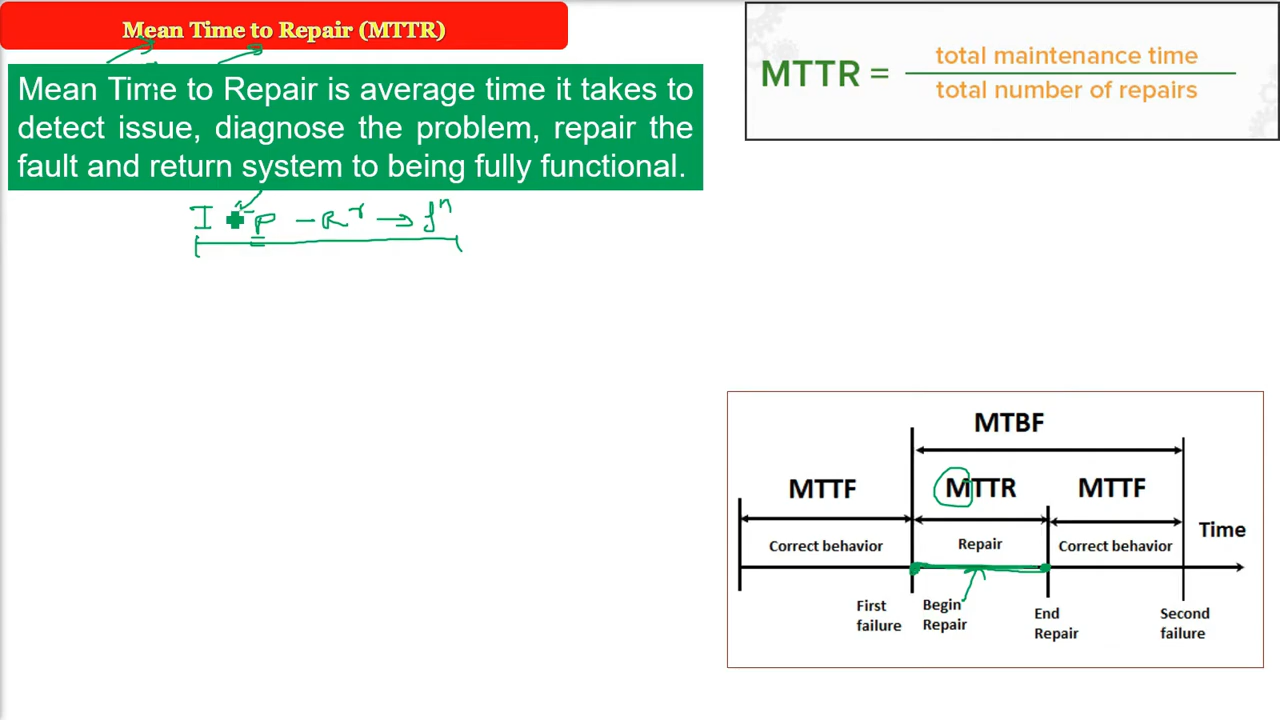 Mean Time to Repair (MTTR)
Mean Time to Repair is average time it takes to
detect issue, diagnose the problem, repair the
fault and return system to being fully functional.
I P - R^r → f^n
MTTR = total maintenance time
total number of repairs
MTBF
MTTF MTTR MTTF
Time
Correct behavior Repair Correct behavior
First
failure
Begin
Repair
End
Repair
Second
failure